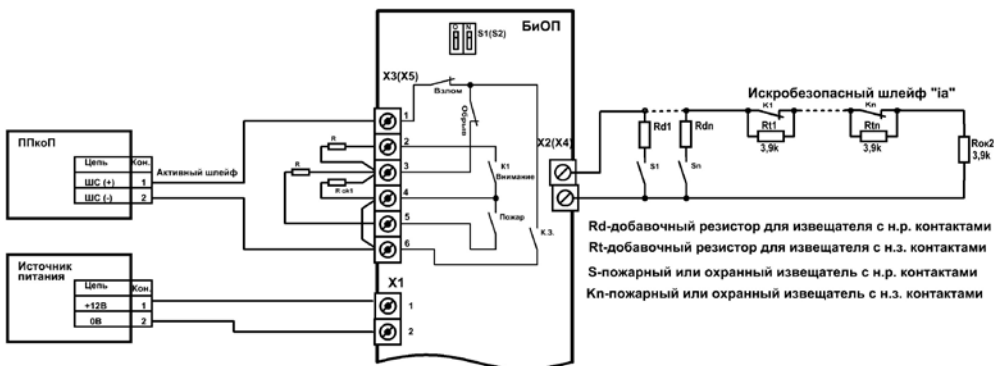 БиОП
O N
S1(S2)
X3(X5)
Взлом
Обрыв
1
2
3
4
5
6
R
R
R ok1
К1
Внимание
Пожар
К.З.
X2(X4)
ППкоП
Цепь Кон.
ШС (+) 1
ШС (-) 2
Активный шлейф
Источник
питания
Цепь Кон.
+12В 1
0В 2
X1
1
2
Искробезопасный шлейф "ia"
Rd1
Rdn
S1
Sn
K1
Kn
Rt1
3,9k
Rtn
3,9k
Rок2
3,9k
Rd-добавочный резистор для извещателя с н.р. контактами
Rt-добавочный резистор для извещателя с н.з. контактами
S-пожарный или охранный извещатель с н.р. контактами
Kn-пожарный или охранный извещатель с н.з. контактами